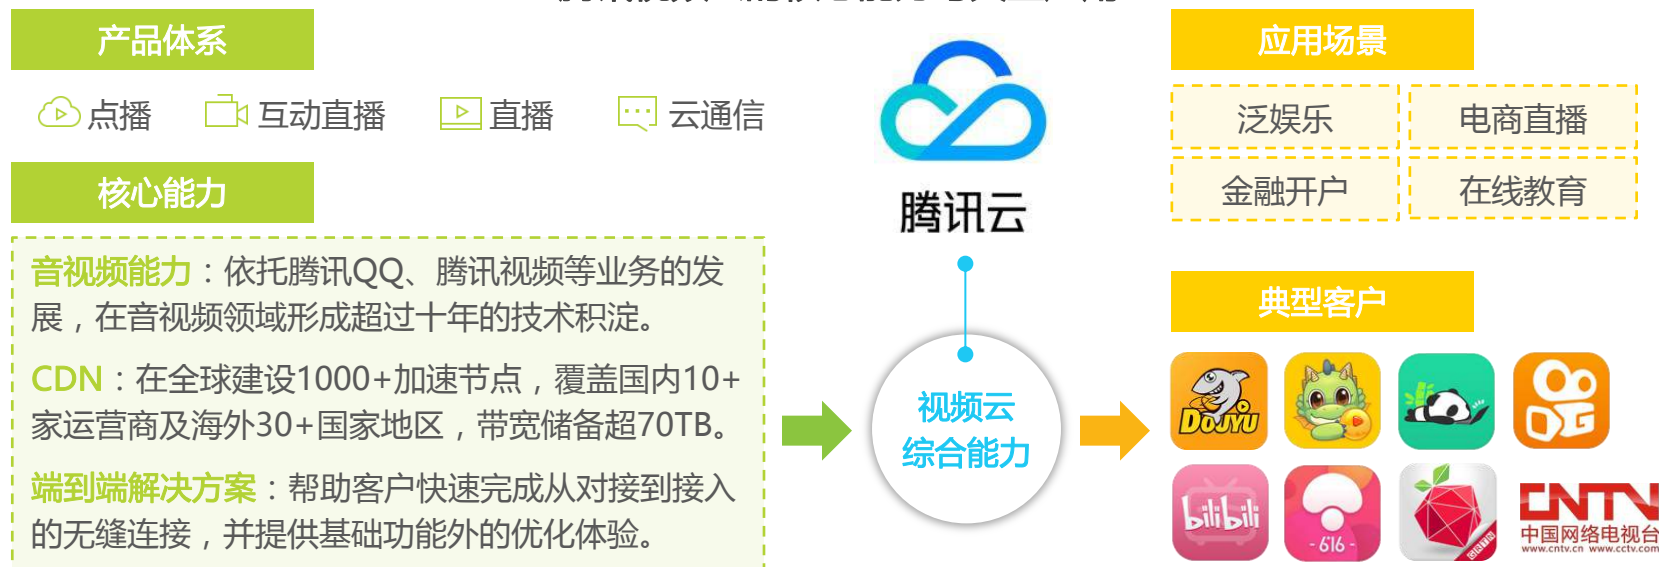 产品体系
点播
互动直播
直播
云通信
核心能力
音视频能力：依托腾讯QQ、腾讯视频等业务的发
展，在音视频领域形成超过十年的技术积淀。
CDN：在全球建设1000+加速节点，覆盖国内10+
家运营商及海外30+国家地区，带宽储备超70TB。
端到端解决方案：帮助客户快速完成从对接到接入
的无缝连接，并提供基础功能外的优化体验。
腾讯云
视频云
综合能力
应用场景
泛娱乐
电商直播
金融开户
在线教育
典型客户
DOUYU
bilibili
- 616 -
CNTV
中国网络电视台
www.cntv.cn www.cctv.com